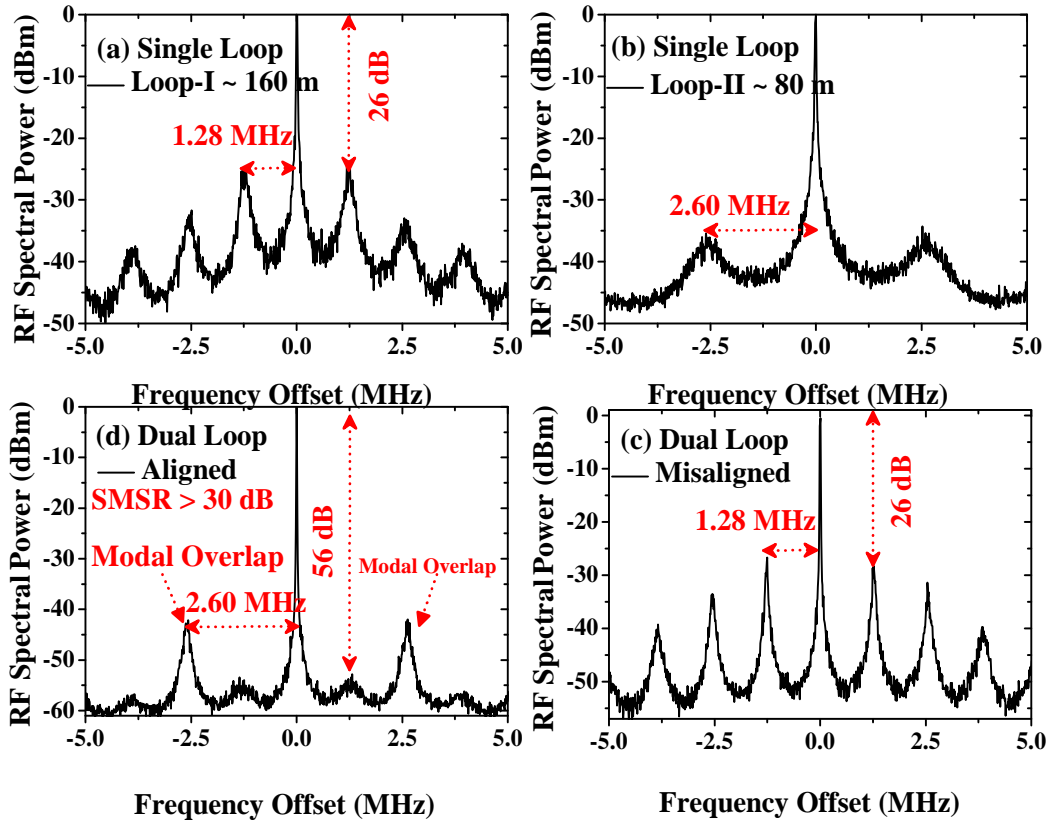 (a) Single Loop
Loop-I ~ 160 m
1.28 MHz
26 dB
RF Spectral Power (dBm)
0
-10
-20
-30
-40
-50
-5.0
-2.5
0.0
2.5
5.0
Frequency Offset (MHz)
(b) Single Loop
Loop-II ~ 80 m
2.60 MHz
RF Spectral Power (dBm)
0
-10
-20
-30
-40
-50
-5.0
-2.5
0.0
2.5
5.0
Frequency Offset (MHz)
(d) Dual Loop
Aligned
SMSR > 30 dB
Modal Overlap
2.60 MHz
56 dB
Modal Overlap
RF Spectral Power (dBm)
0
-10
-20
-30
-40
-50
-60
-5.0
-2.5
0.0
2.5
5.0
Frequency Offset (MHz)
(c) Dual Loop
Misaligned
1.28 MHz
26 dB
RF Spectral Power (dBm)
0
-10
-20
-30
-40
-50
-5.0
-2.5
0.0
2.5
5.0
Frequency Offset (MHz)